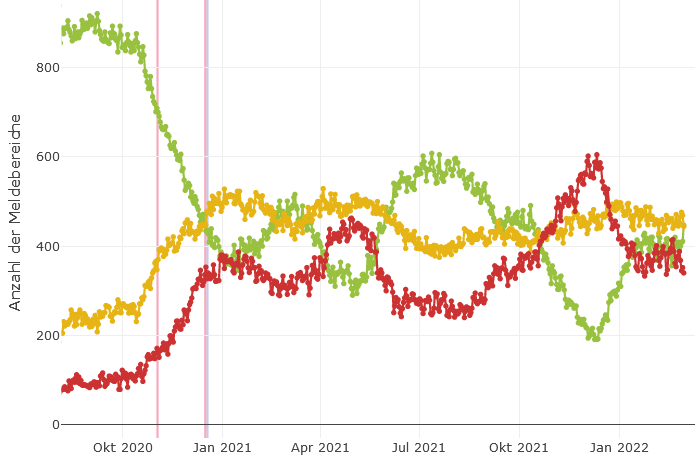 Anzahl der Meldebereiche
800
600
400
200
0
Okt 2020
Jan 2021
Apr 2021
Jul 2021
Okt 2021
Jan 2022